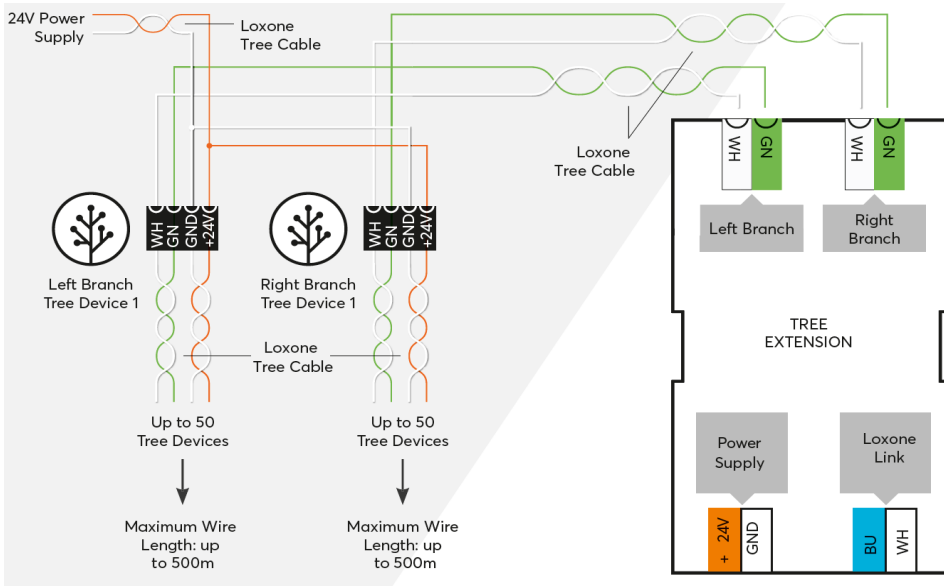 24V Power
Supply
Loxone
Tree Cable
Loxone
Tree Cable
WH
GN
WH
GN
Left Branch
Right
Branch
WH
GN
GND
+24V
WH
GN
GND
+24V
Left Branch
Tree Device 1
Right Branch
Tree Device 1
TREE
EXTENSION
Loxone
Tree Cable
Up to 50
Tree Devices
Up to 50
Tree Devices
Power
Supply
Loxone
Link
Maximum Wire
Length: up
to 500m
Maximum Wire
Length: up
to 500m
+ 24V
GND
BU
WH